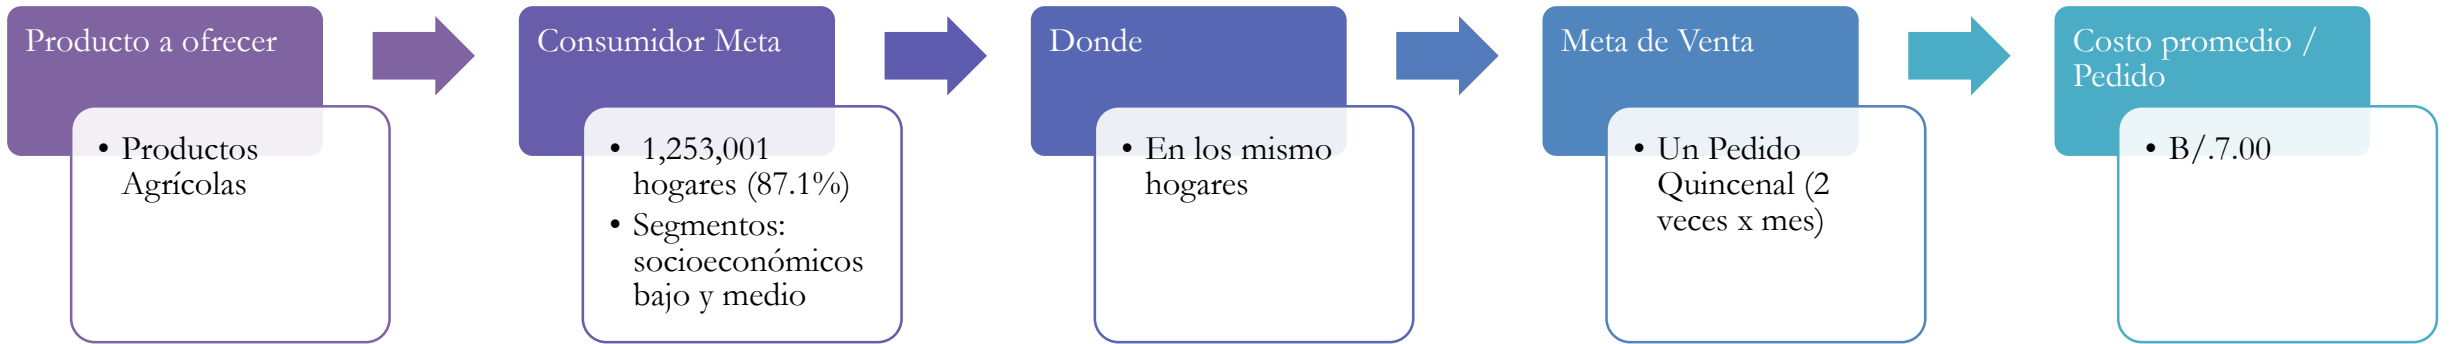 Producto a ofrecer
• Productos
Agrícolas
Consumidor Meta
• 1,253,001
hogares (87.1%)
• Segmentos:
socioeconómicos
bajo y medio
Donde
• En los mismo
hogares
Meta de Venta
• Un Pedido
Quincenal (2
veces x mes)
Costo promedio /
Pedido
• B/.7.00